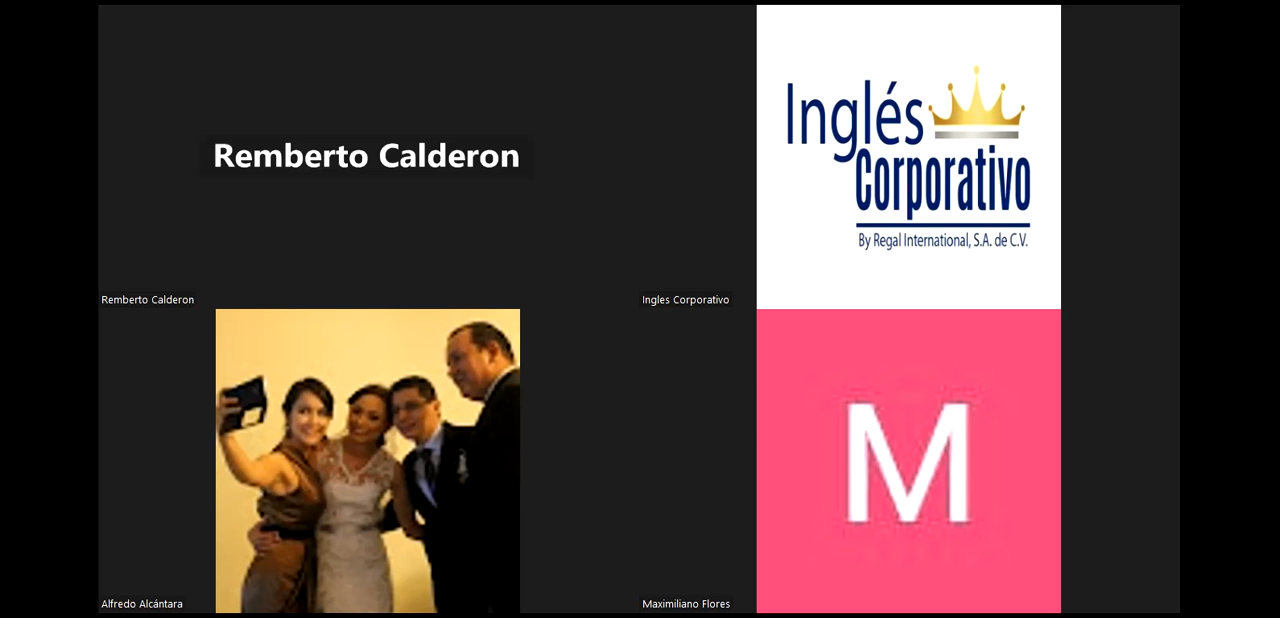 Remberto Calderon
Remberto Calderon
Inglés
Corporativo
By Regal International, S.A. de C.V.
Ingles Corporativo
Alfredo Alcántara
M
Maximiliano Flores